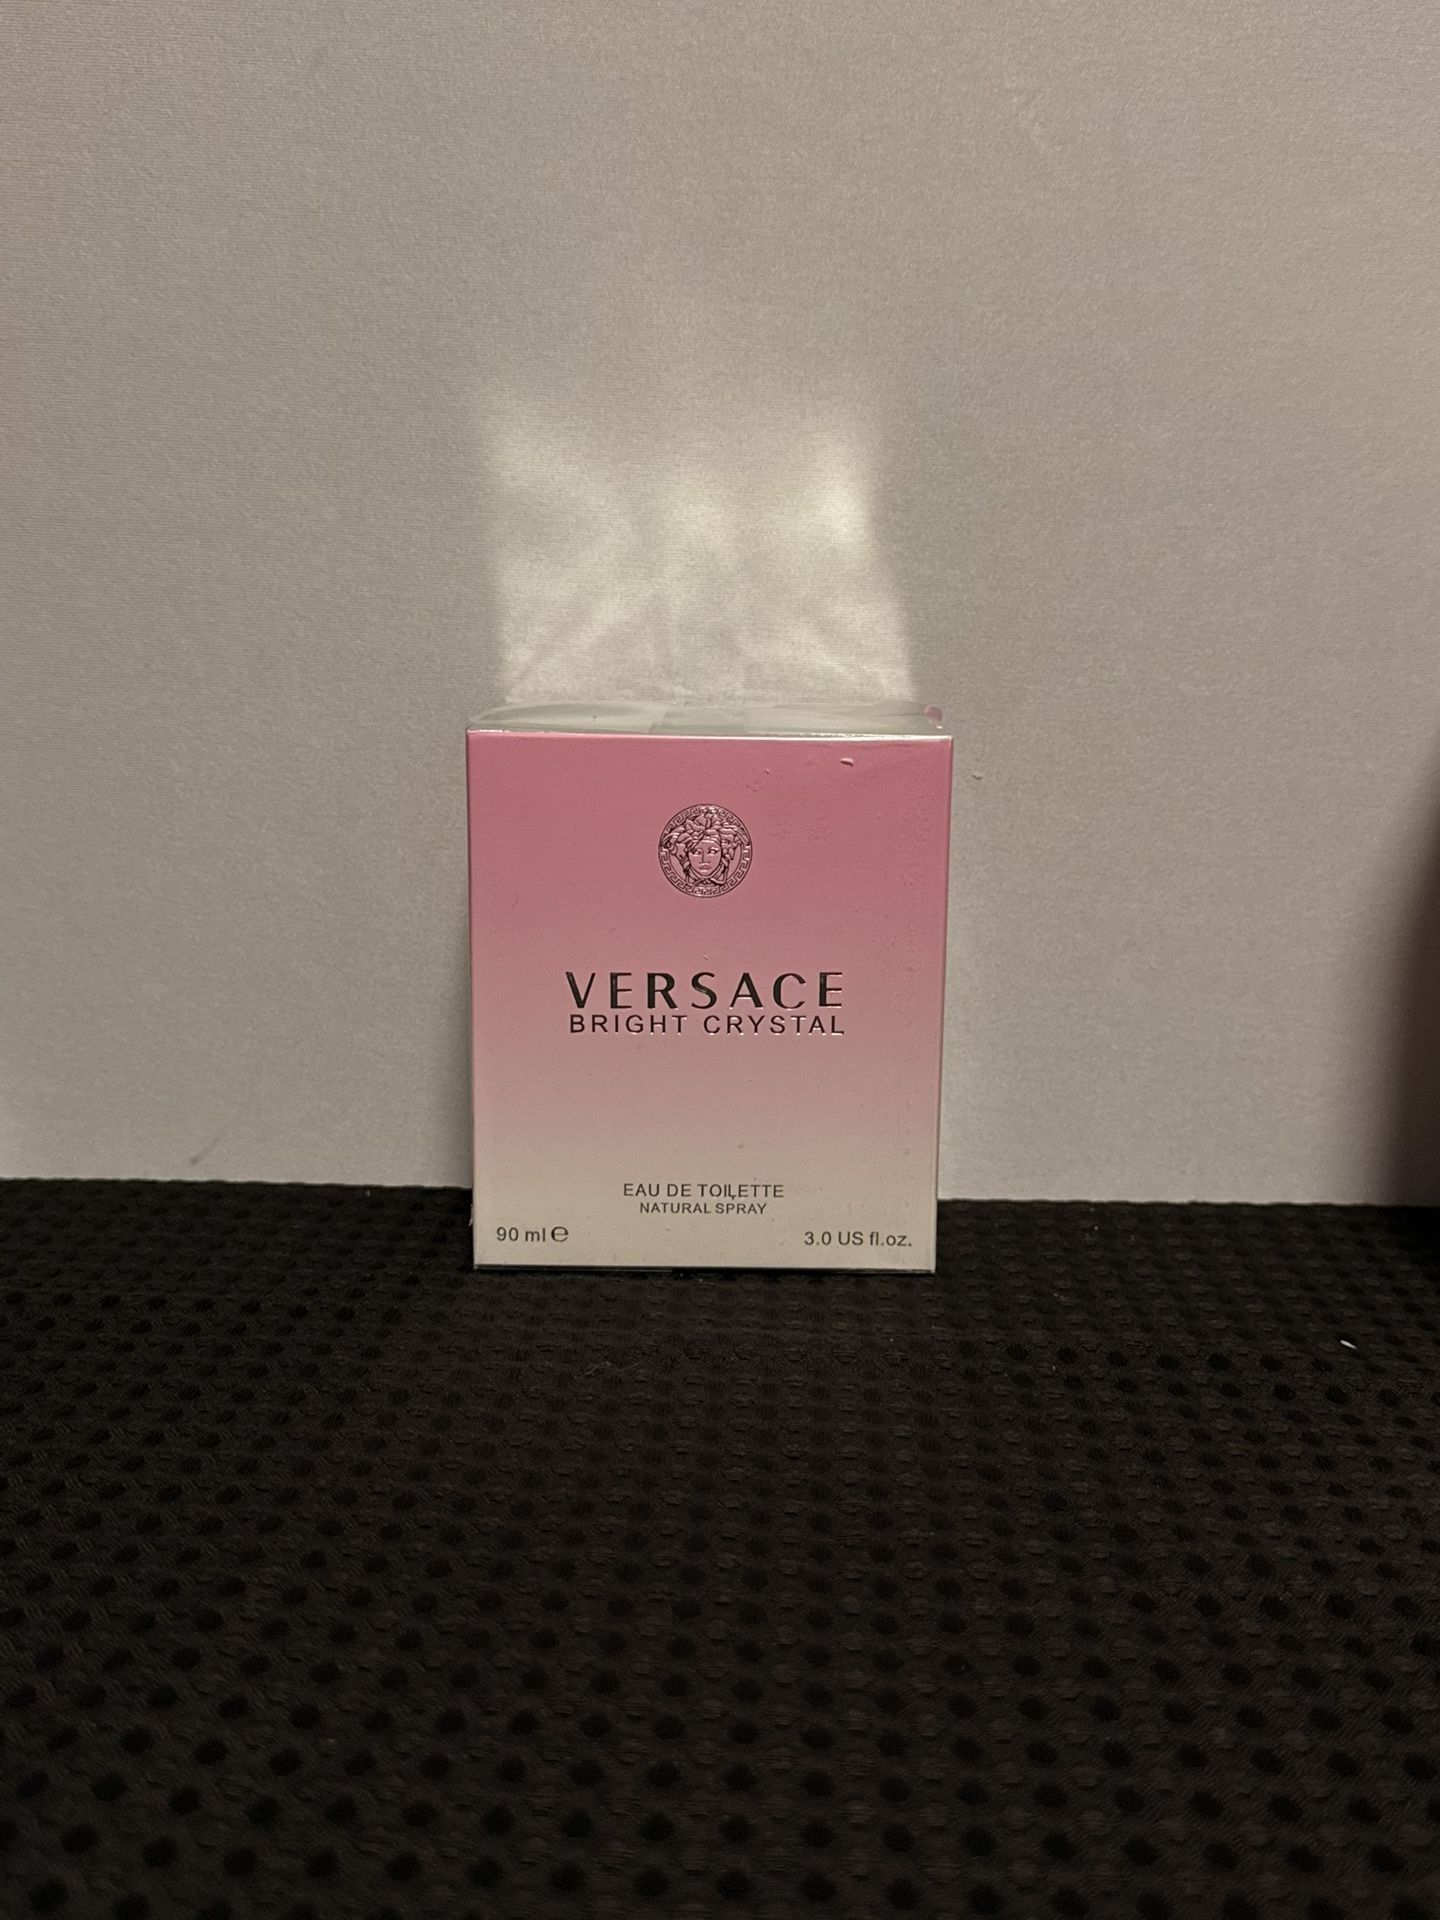 VERSACE
BRIGHT CRYSTAL
EAU DE TOILETTE
NATURAL SPRAY
90 ml ℮
3.0 US fl.oz.